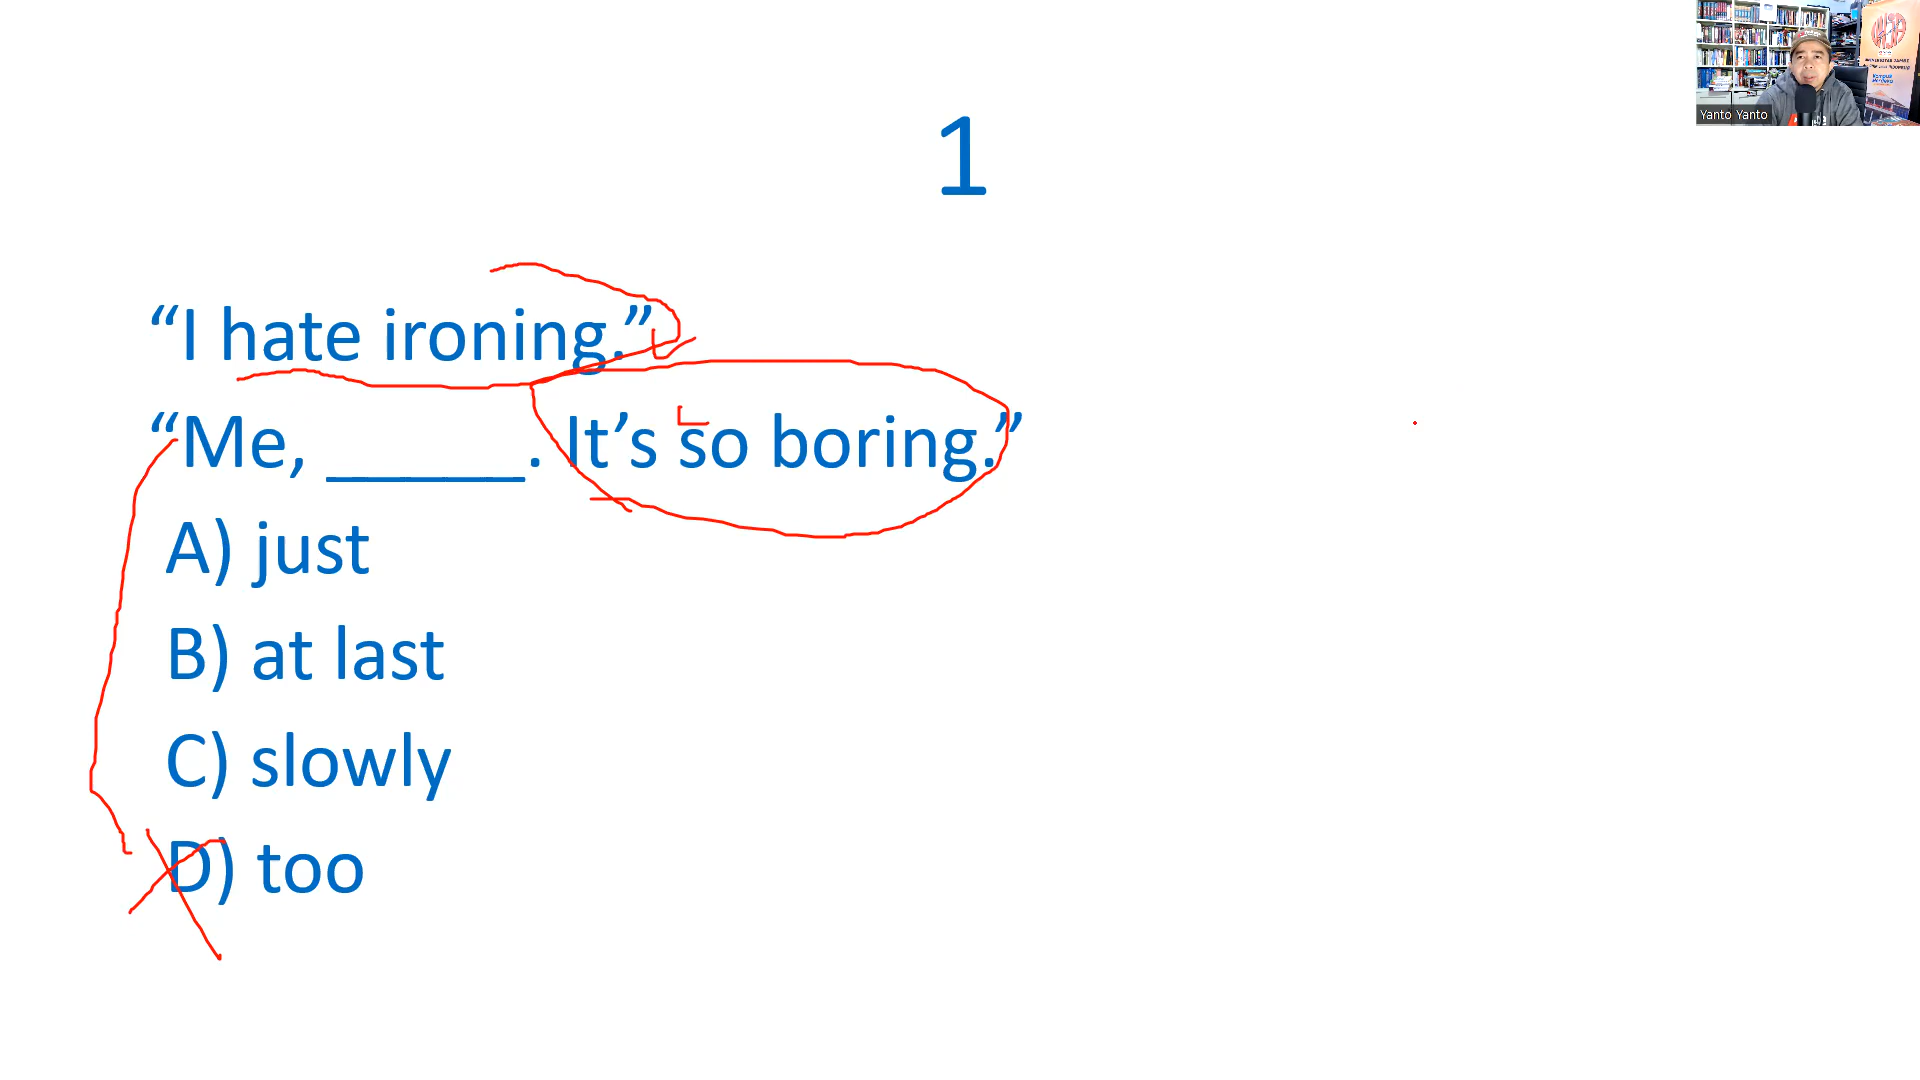 1
“I hate ironing.”
“Me, ______. It’s so boring.”
A) just
B) at last
C) slowly
D) too
Yanto Yanto